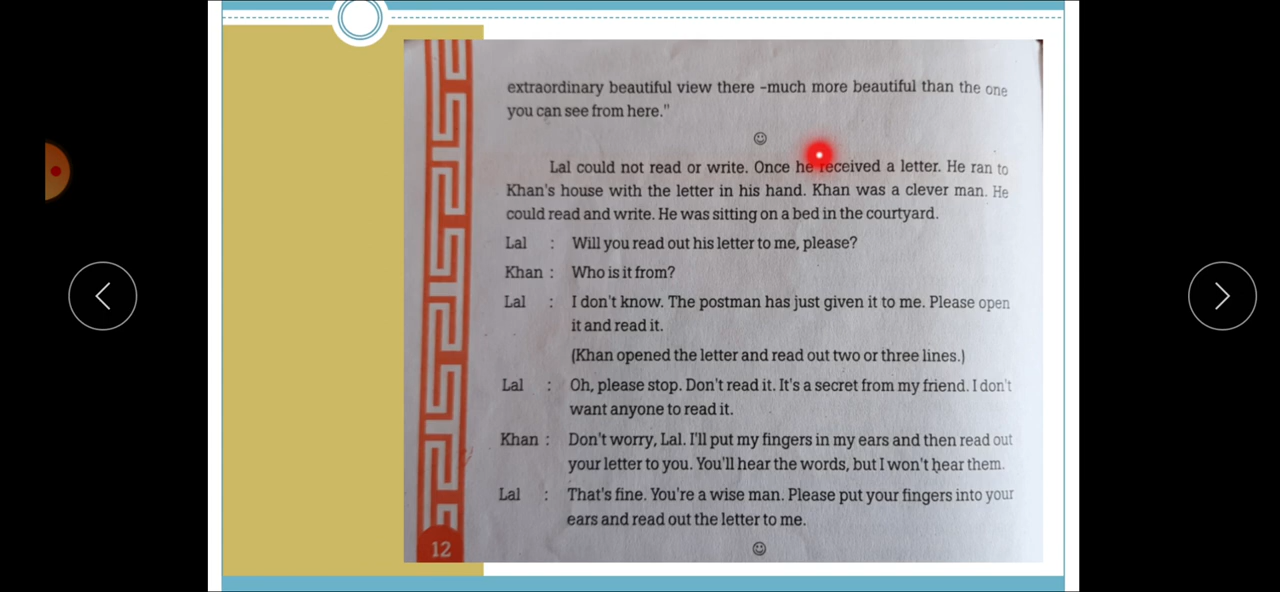 extraordinary beautiful view there -much more beautiful than the one
you can see from here."
☺
Lal could not read or write. Once he received a letter. He ran to
Khan's house with the letter in his hand. Khan was a clever man. He
could read and write. He was sitting on a bed in the courtyard.
Lal : Will you read out his letter to me, please?
Khan : Who is it from?
Lal : I don't know. The postman has just given it to me. Please open
it and read it.
(Khan opened the letter and read out two or three lines.)
Lal : Oh, please stop. Don't read it. It's a secret from my friend. I don't
want anyone to read it.
Khan : Don't worry, Lal. I'll put my fingers in my ears and then read out
your letter to you. You'll hear the words, but I won't hear them.
Lal : That's fine. You're a wise man. Please put your fingers into your
ears and read out the letter to me.
12
☺